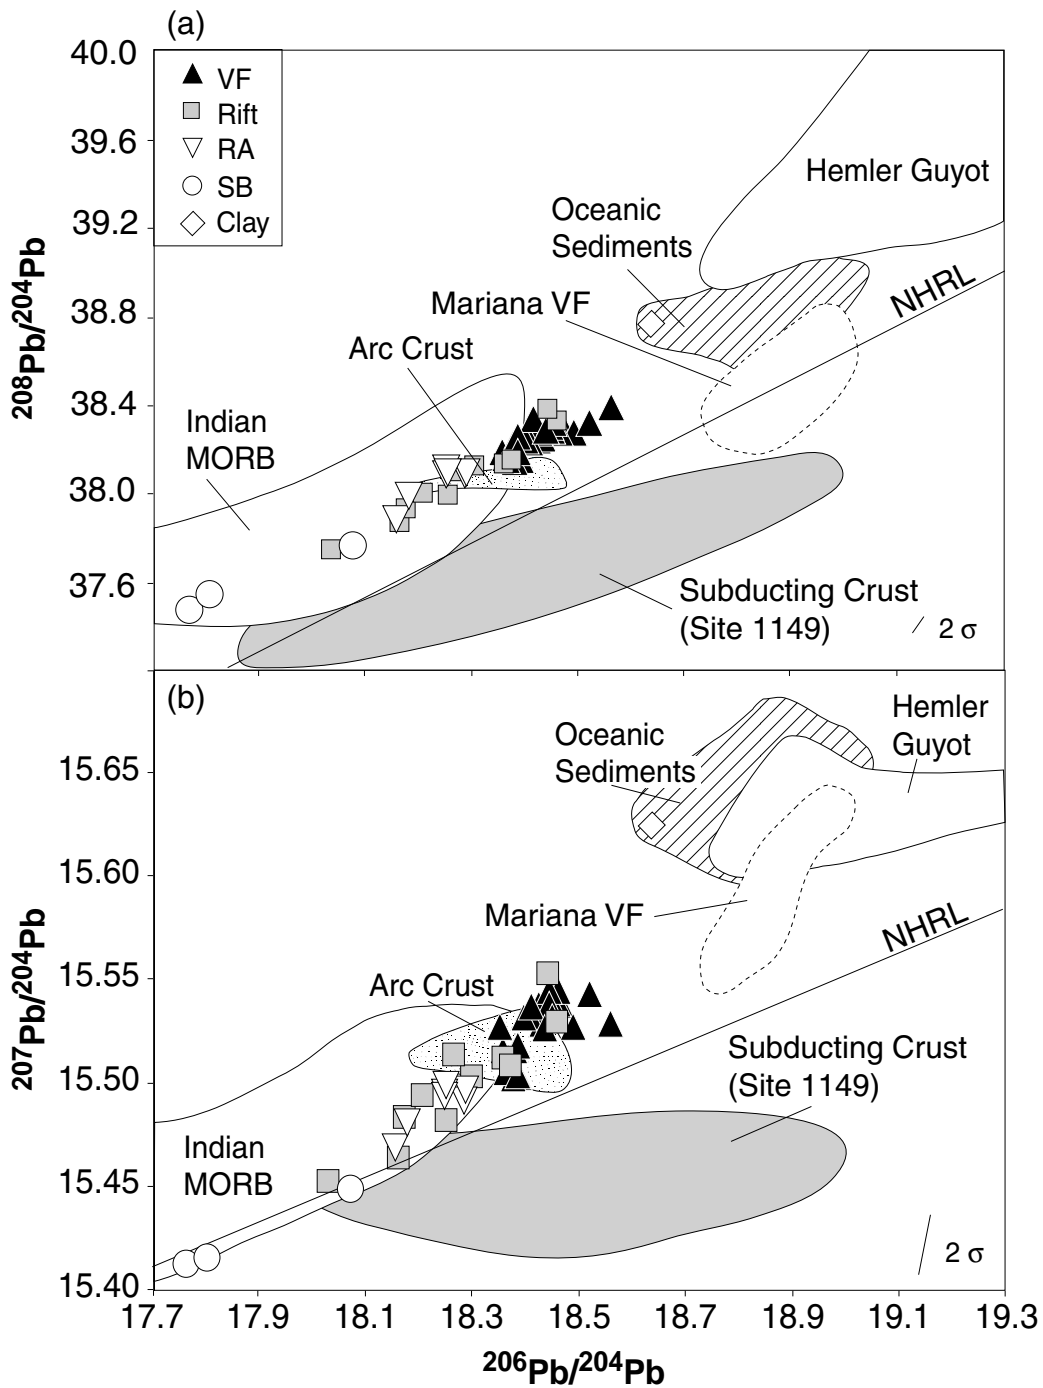 (a)
40.0
39.6
39.2
38.8
38.4
38.0
37.6
208Pb/204Pb
VF
Rift
RA
SB
Clay
Hemler Guyot
Oceanic
Sediments
NHRL
Mariana VF
Arc Crust
Indian
MORB
Subducting Crust
(Site 1149)
2 σ
(b)
15.65
15.60
15.55
15.50
15.45
15.40
207Pb/204Pb
Hemler
Guyot
Oceanic
Sediments
Mariana VF
NHRL
Arc Crust
Subducting Crust
(Site 1149)
Indian
MORB
2 σ
17.7 17.9 18.1 18.3 18.5 18.7 18.9 19.1 19.3
206Pb/204Pb